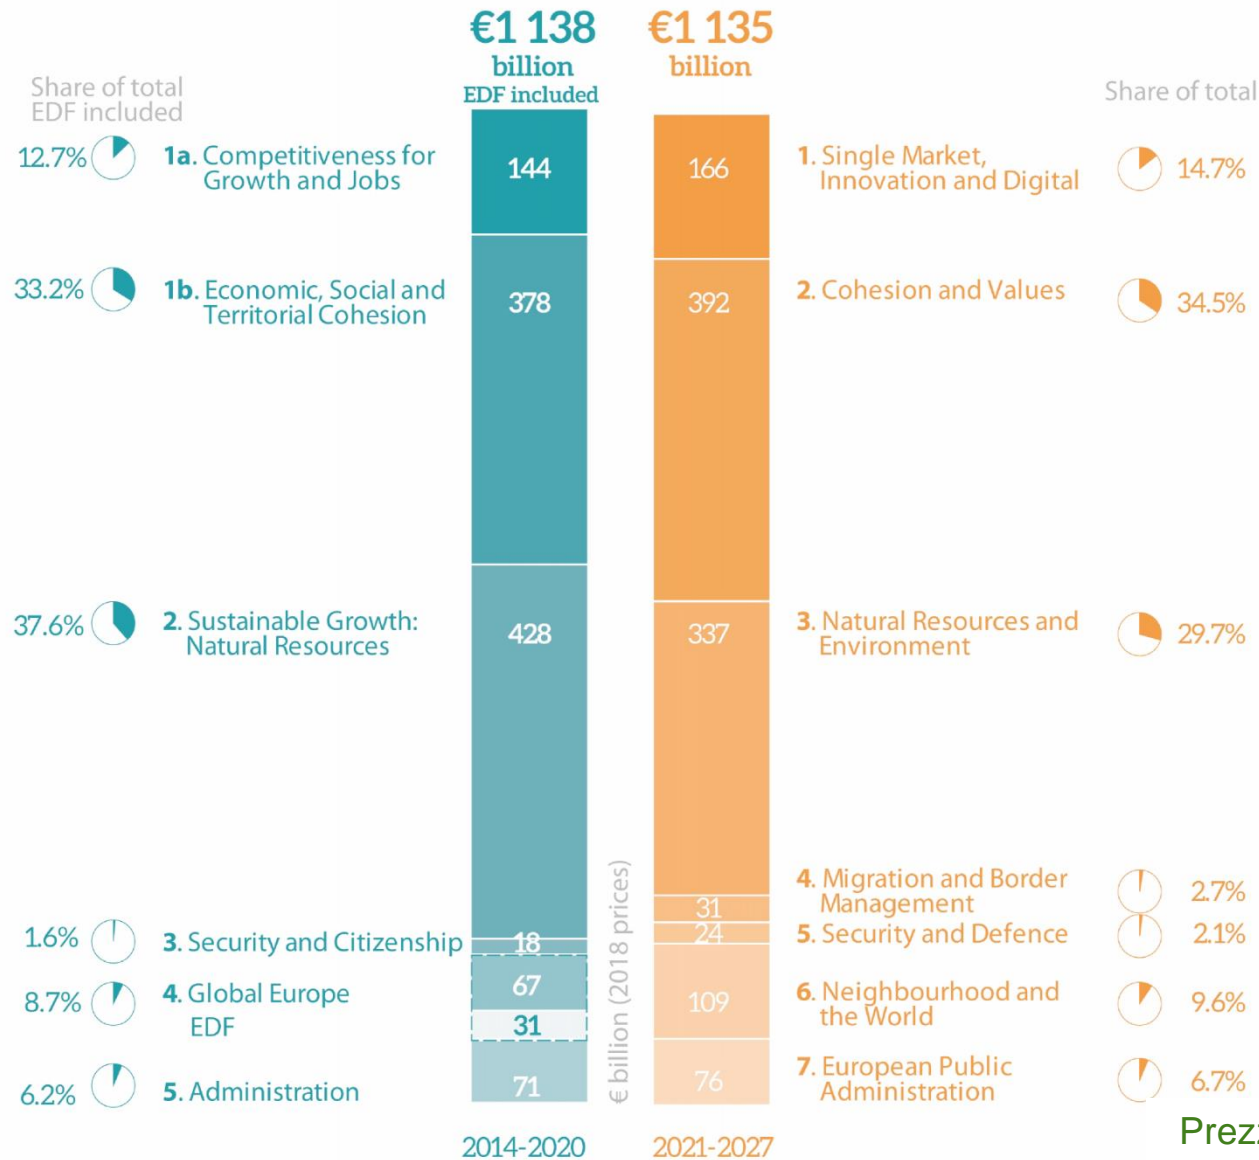 €1 138
billion
EDF included
€1 135
billion
Share of total
EDF included
Share of total
12.7%
1a. Competitiveness for
Growth and Jobs
144
166
1. Single Market,
Innovation and Digital
14.7%
33.2%
1b. Economic, Social and
Territorial Cohesion
378
392
2. Cohesion and Values
34.5%
37.6%
2. Sustainable Growth:
Natural Resources
428
337
3. Natural Resources and
Environment
29.7%
31
4. Migration and Border
Management
2.7%
1.6%
3. Security and Citizenship
18
24
5. Security and Defence
2.1%
8.7%
4. Global Europe
EDF
67
31
109
6. Neighbourhood and
the World
9.6%
6.2%
5. Administration
71
76
7. European Public
Administration
6.7%
€ billion (2018 prices)
2014-2020
2021-2027